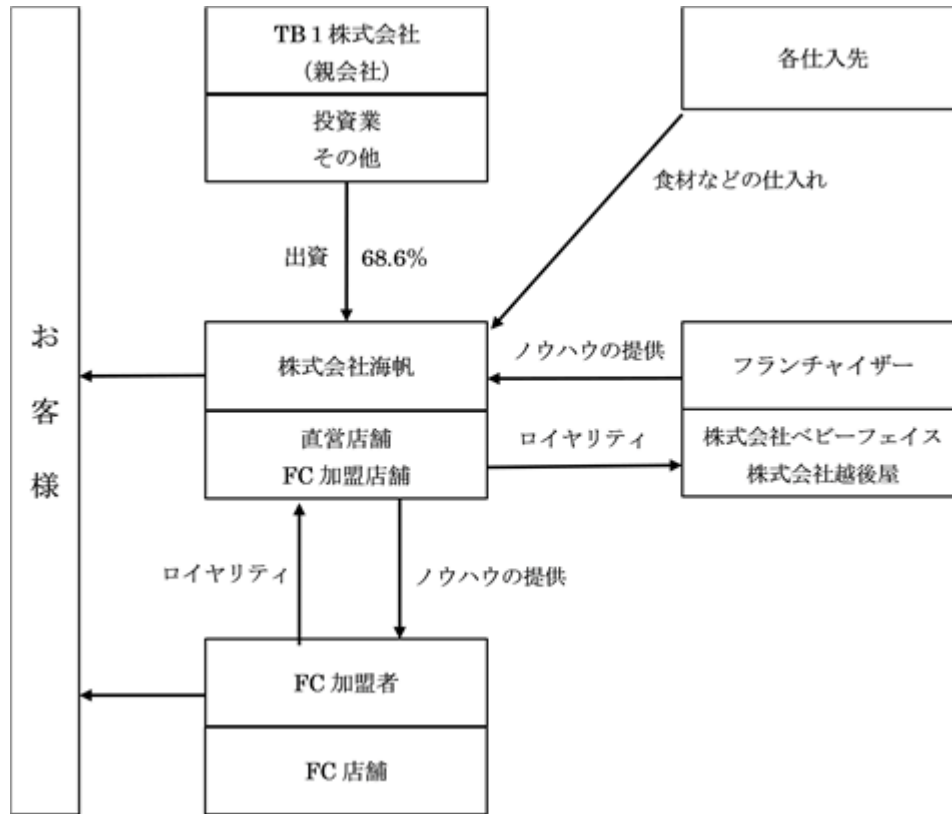 TB１株式会社
(親会社)
投資業
その他
各仕入先
食材などの仕入れ
出資 68.6%
お客様
株式会社海帆
直営店舗
FC 加盟店舗
ノウハウの提供
ロイヤリティ
フランチャイザー
株式会社ベビーフェイス
株式会社越後屋
ロイヤリティ
ノウハウの提供
FC 加盟者
FC 店舗